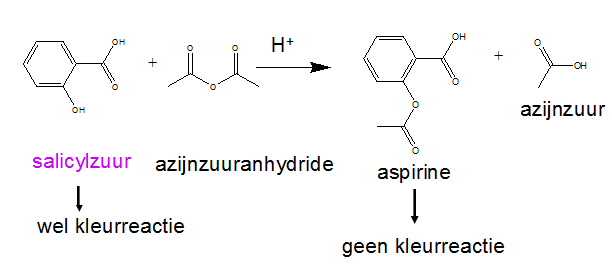 OH
O
OH
+
O
O
O
H+
OH
O
O
O
+
O
OH
azijnzuur
salicylzuur
azijnzuuranhydride
aspirine
wel kleurreactie
geen kleurreactie